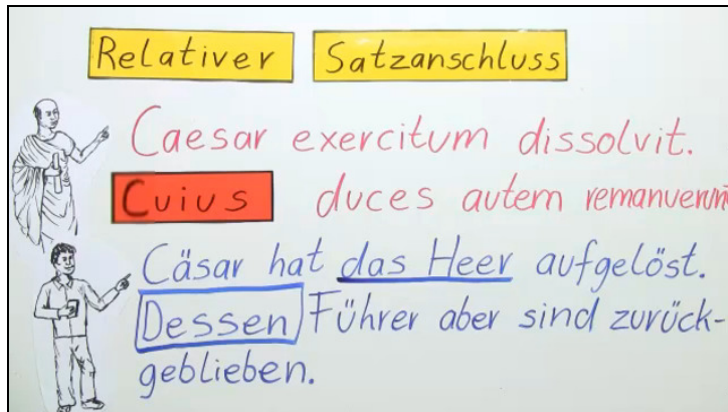 Relativer Satzanschluss
Caesar exercitum dissolvit.
Cuius duces autem remanuerunt
Cäsar hat das Heer aufgelöst.
Dessen Führer aber sind zurück-
geblieben.